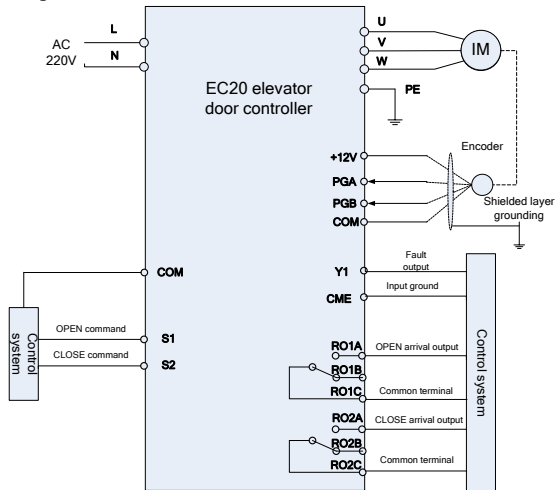 L
AC
220V
N
EC20 elevator
door controller
U
V
W
IM
PE
+12V
PGA
PGB
COM
Encoder
Shielded layer
grounding
COM
Y1
Fault
output
CME
Input ground
Control
system
OPEN command
S1
CLOSE command
S2
RO1A
OPEN arrival output
RO1B
RO1C
Common terminal
RO2A
CLOSE arrival output
RO2B
RO2C
Common terminal
Control system